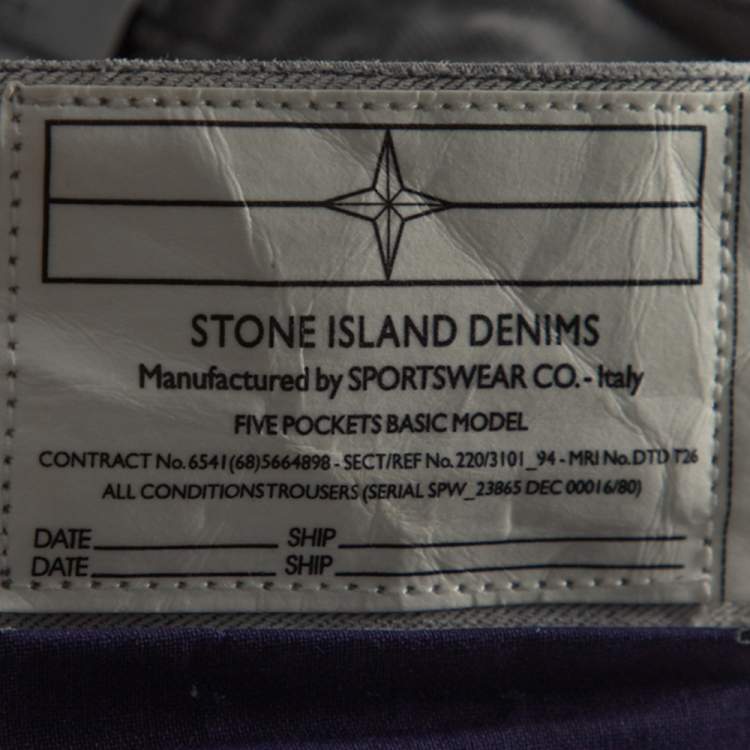 STONE ISLAND DENIMS
Manufactured by SPORTSWEAR CO. - Italy
FIVE POCKETS BASIC MODEL
CONTRACT No. 6541(68)5664898 - SECT/REF No. 220/3101_94 - MRI No. DTD T26
ALL CONDITIONS TROUSERS (SERIAL SPW_23865 DEC 00016/80)
DATE SHIP
DATE SHIP